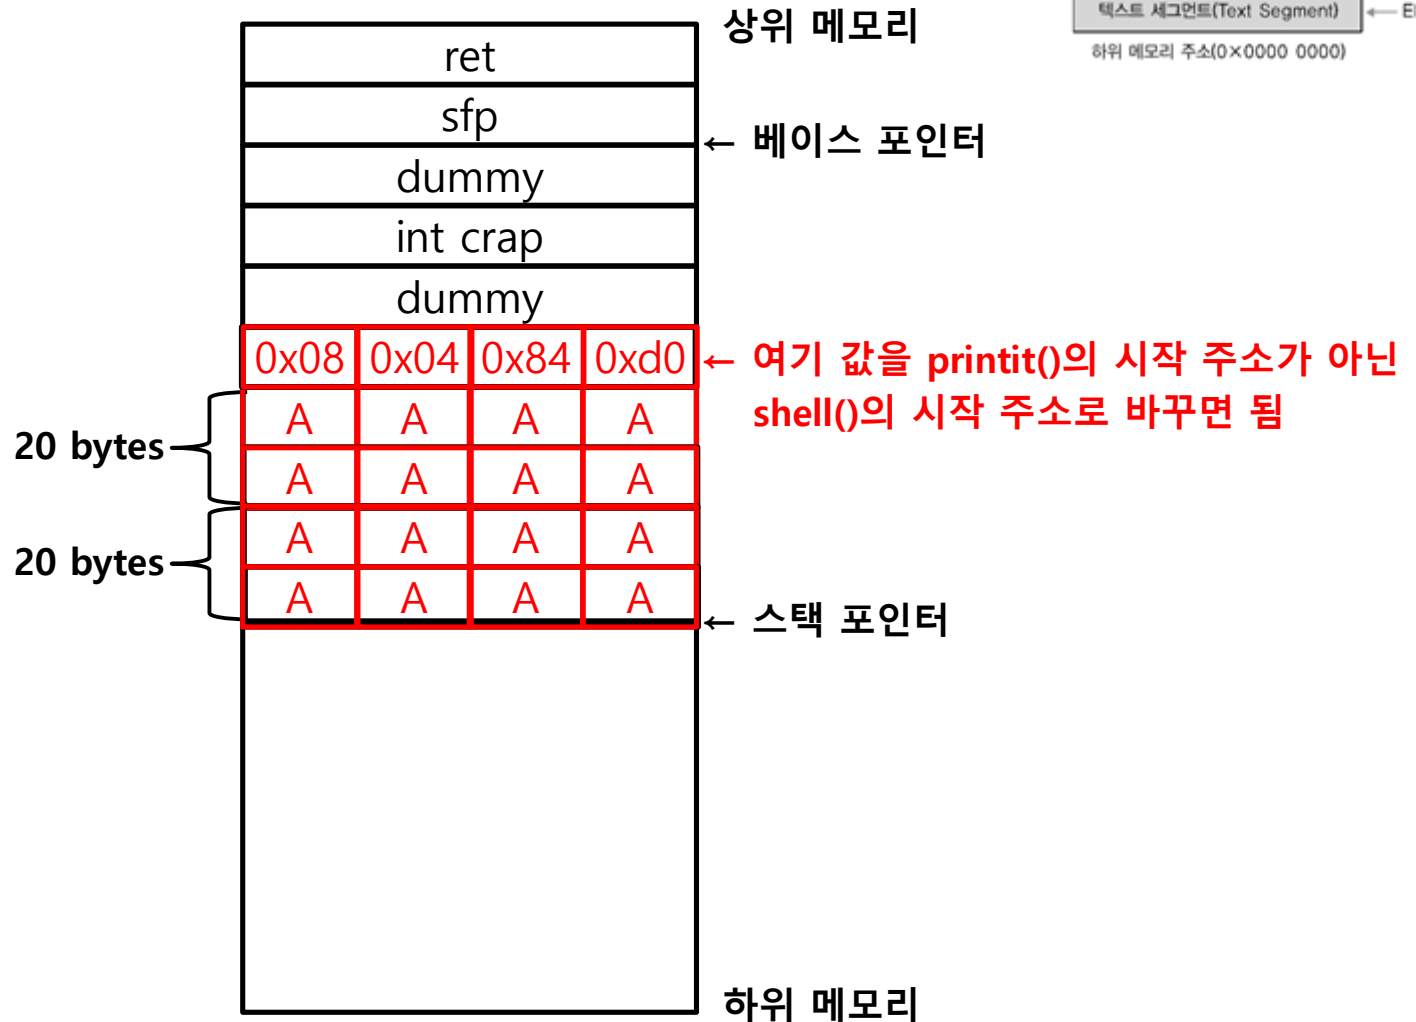 텍스트 세그먼트(Text Segment)
하위 메모리 주소(0×0000 0000)
상위 메모리
ret
sfp
← 베이스 포인터
dummy
int crap
dummy
0x08 0x04 0x84 0xd0
← 여기 값을 printit()의 시작 주소가 아닌
shell()의 시작 주소로 바꾸면 됨
20 bytes
A A A A
A A A A
20 bytes
A A A A
A A A A
← 스택 포인터
하위 메모리